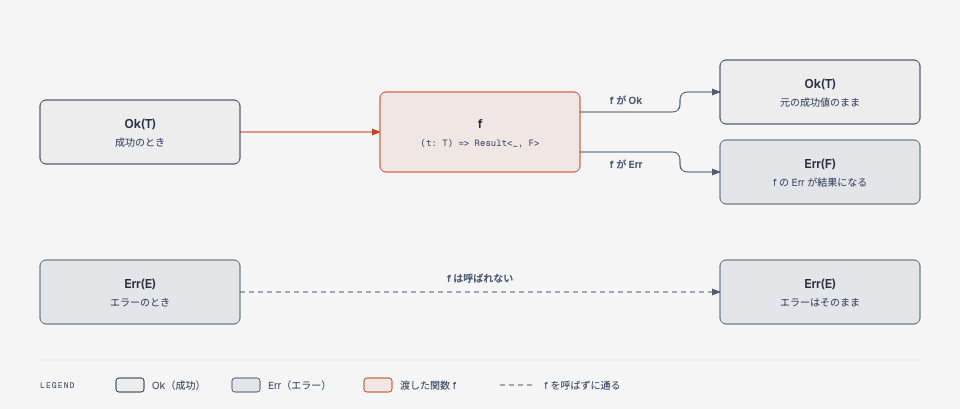 Ok(T)
成功のとき
f
(t: T) => Result<_, F>
f が Ok
f が Err
Ok(T)
元の成功値のまま
Err(F)
f の Err が結果になる
Err(E)
エラーのとき
f は呼ばれない
Err(E)
エラーはそのまま
LEGEND
Ok（成功）
Err（エラー）
渡した関数 f
f を呼ばずに通る